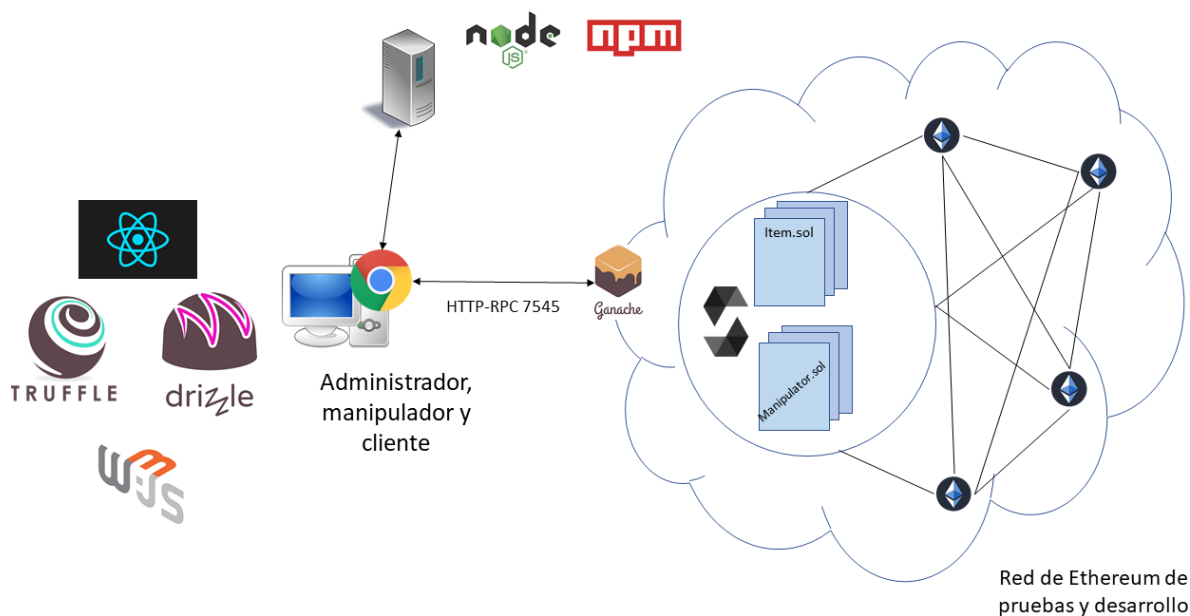 node
JS
npm
Item.sol
HTTP-RPC 7545
Ganache
Manipulator.sol
TRUFFLE
drizzle
Administrador,
manipulador y
cliente
W3JS
Red de Ethereum de
pruebas y desarrollo